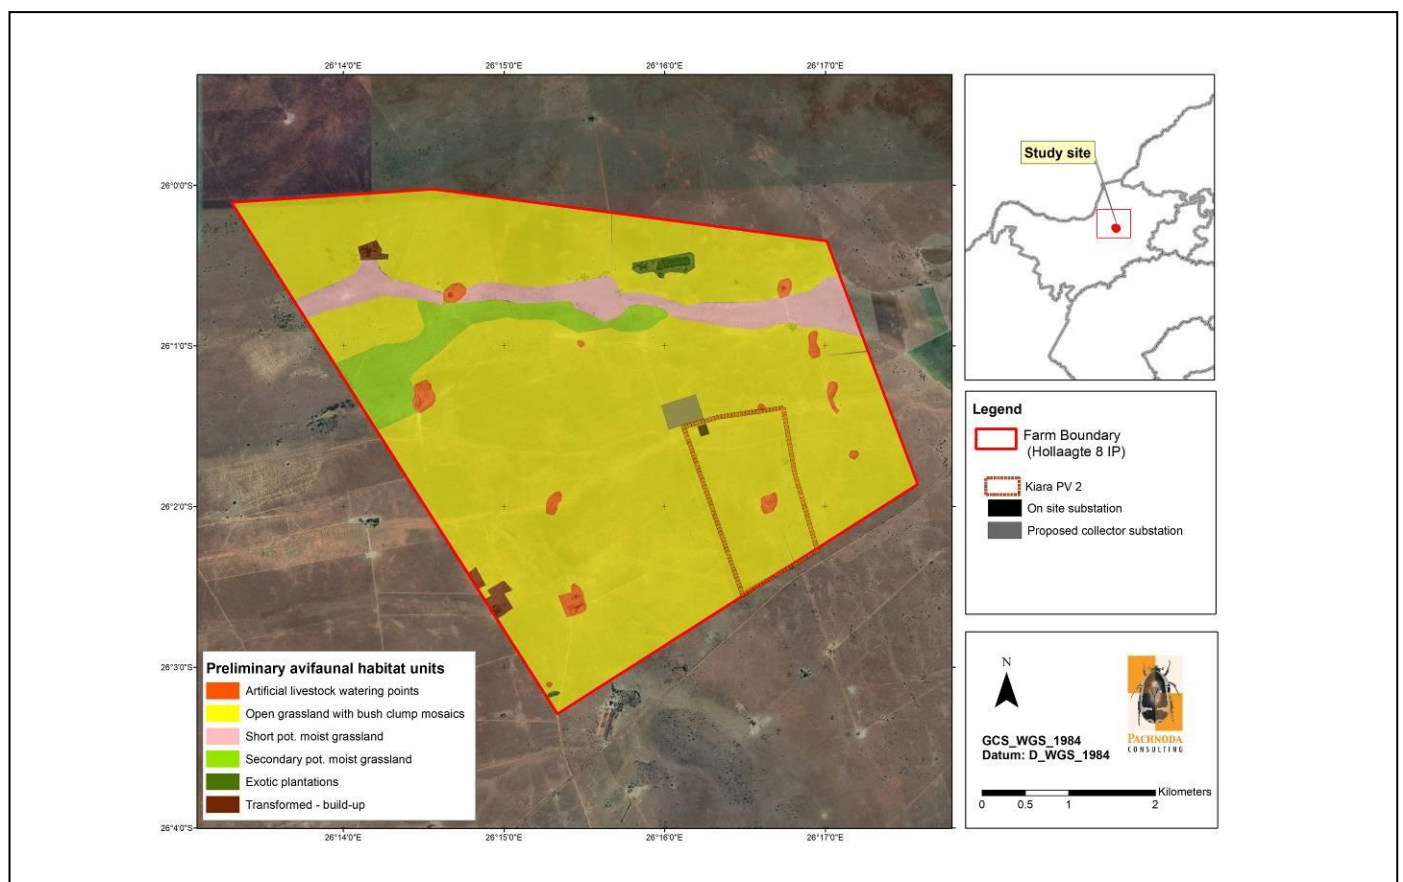 26°14'0"E
26°15'0"E
26°16'0"E
26°17'0"E
26°0'0"S
26°1'0"S
26°2'0"S
26°3'0"S
26°4'0"S
26°14'0"E
26°15'0"E
26°16'0"E
26°17'0"E
Preliminary avifaunal habitat units
Artificial livestock watering points
Open grassland with bush clump mosaics
Short pot. moist grassland
Secondary pot. moist grassland
Exotic plantations
Transformed - build-up
Study site
Legend
Farm Boundary
(Hollaagte 8 IP)
Kiara PV 2
On site substation
Proposed collector substation
N
PACHNODA
CONSULTING
GCS_WGS_1984
Datum: D_WGS_1984
Kilometers
0 0.5 1 2